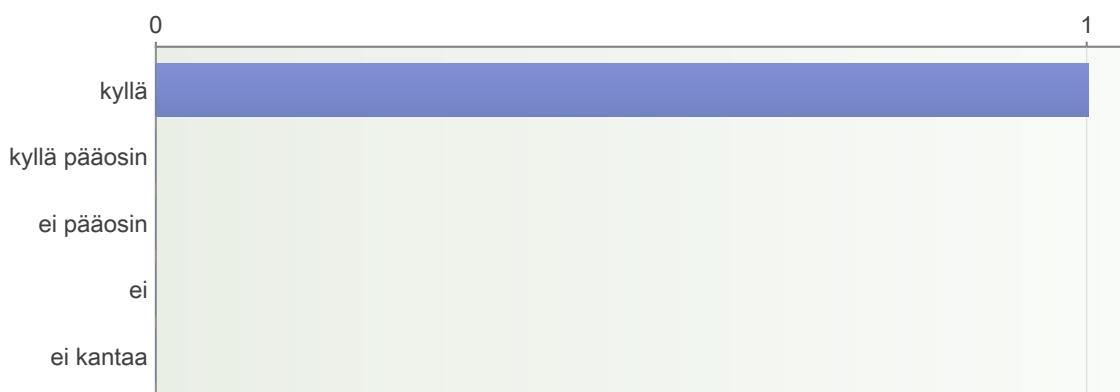 0 1
kyllä
kyllä pääosin
ei pääosin
ei
ei kantaa